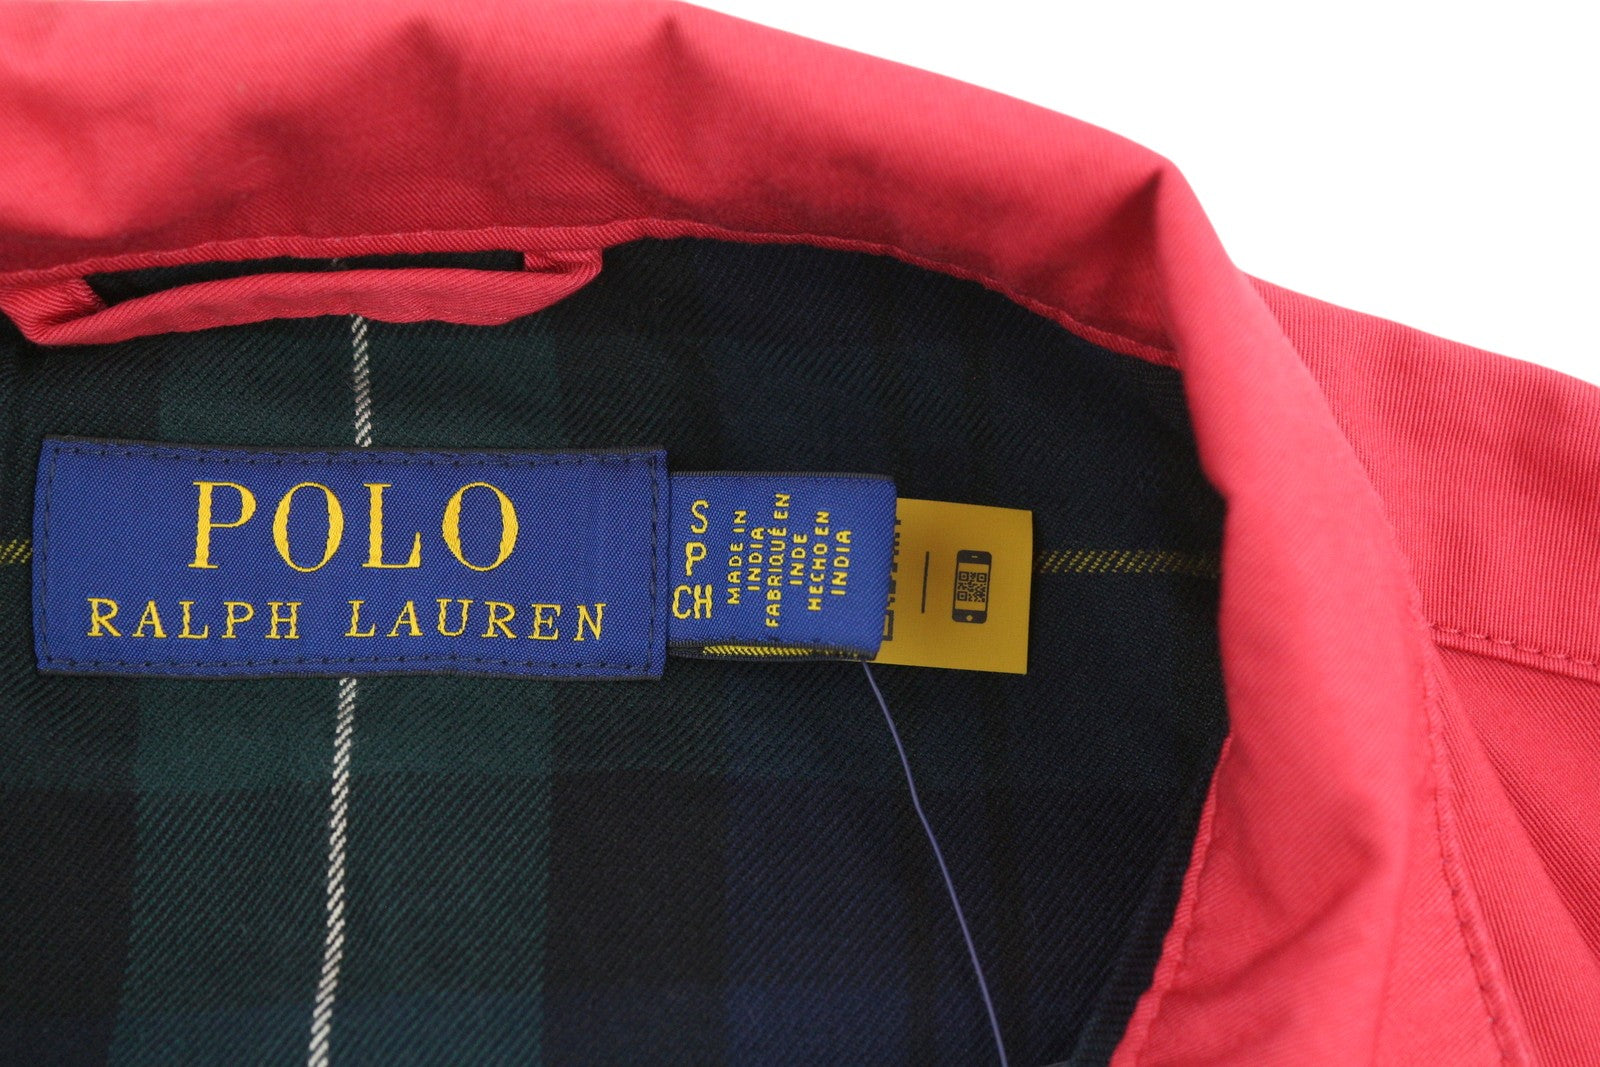 POLO
RALPH LAUREN
S
P
CH
MADE IN
INDIA
FABRIQUÉ EN
INDE
HECHO EN
INDIA